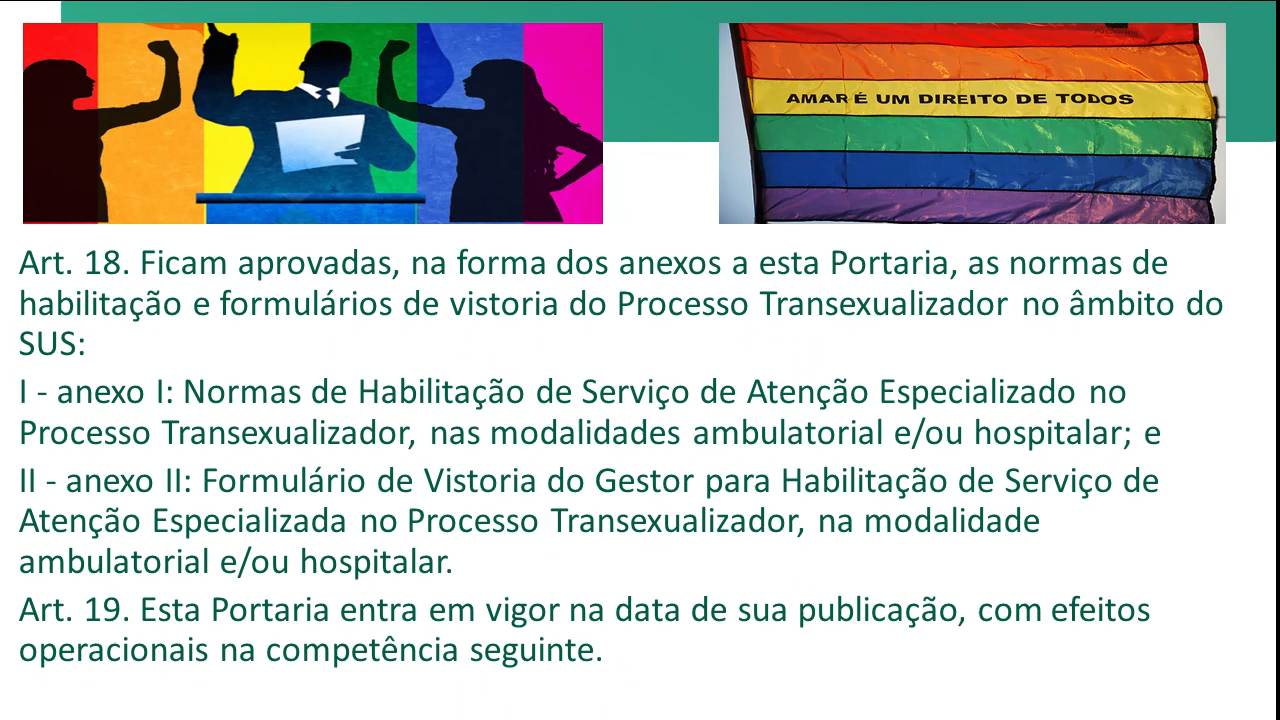 AMAR É UM DIREITO DE TODOS
Art. 18. Ficam aprovadas, na forma dos anexos a esta Portaria, as normas de
habilitação e formulários de vistoria do Processo Transexualizador no âmbito do
SUS:
I - anexo I: Normas de Habilitação de Serviço de Atenção Especializado no
Processo Transexualizador, nas modalidades ambulatorial e/ou hospitalar; e
II - anexo II: Formulário de Vistoria do Gestor para Habilitação de Serviço de
Atenção Especializada no Processo Transexualizador, na modalidade
ambulatorial e/ou hospitalar.
Art. 19. Esta Portaria entra em vigor na data de sua publicação, com efeitos
operacionais na competência seguinte.